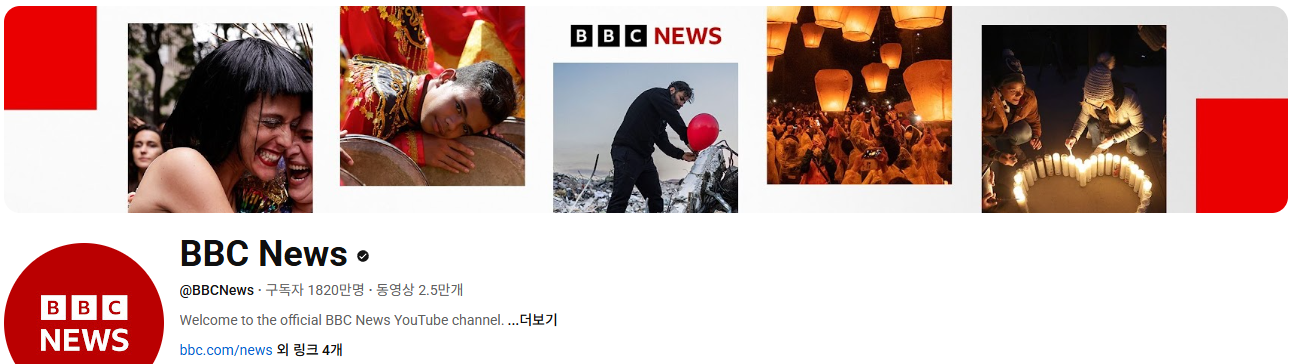 BBC NEWS
BBC News
BBC NEWS
@BBCNews · 구독자 1820만명 · 동영상 2.5만개
Welcome to the official BBC News YouTube channel. ...더보기
bbc.com/news 외 링크 4개